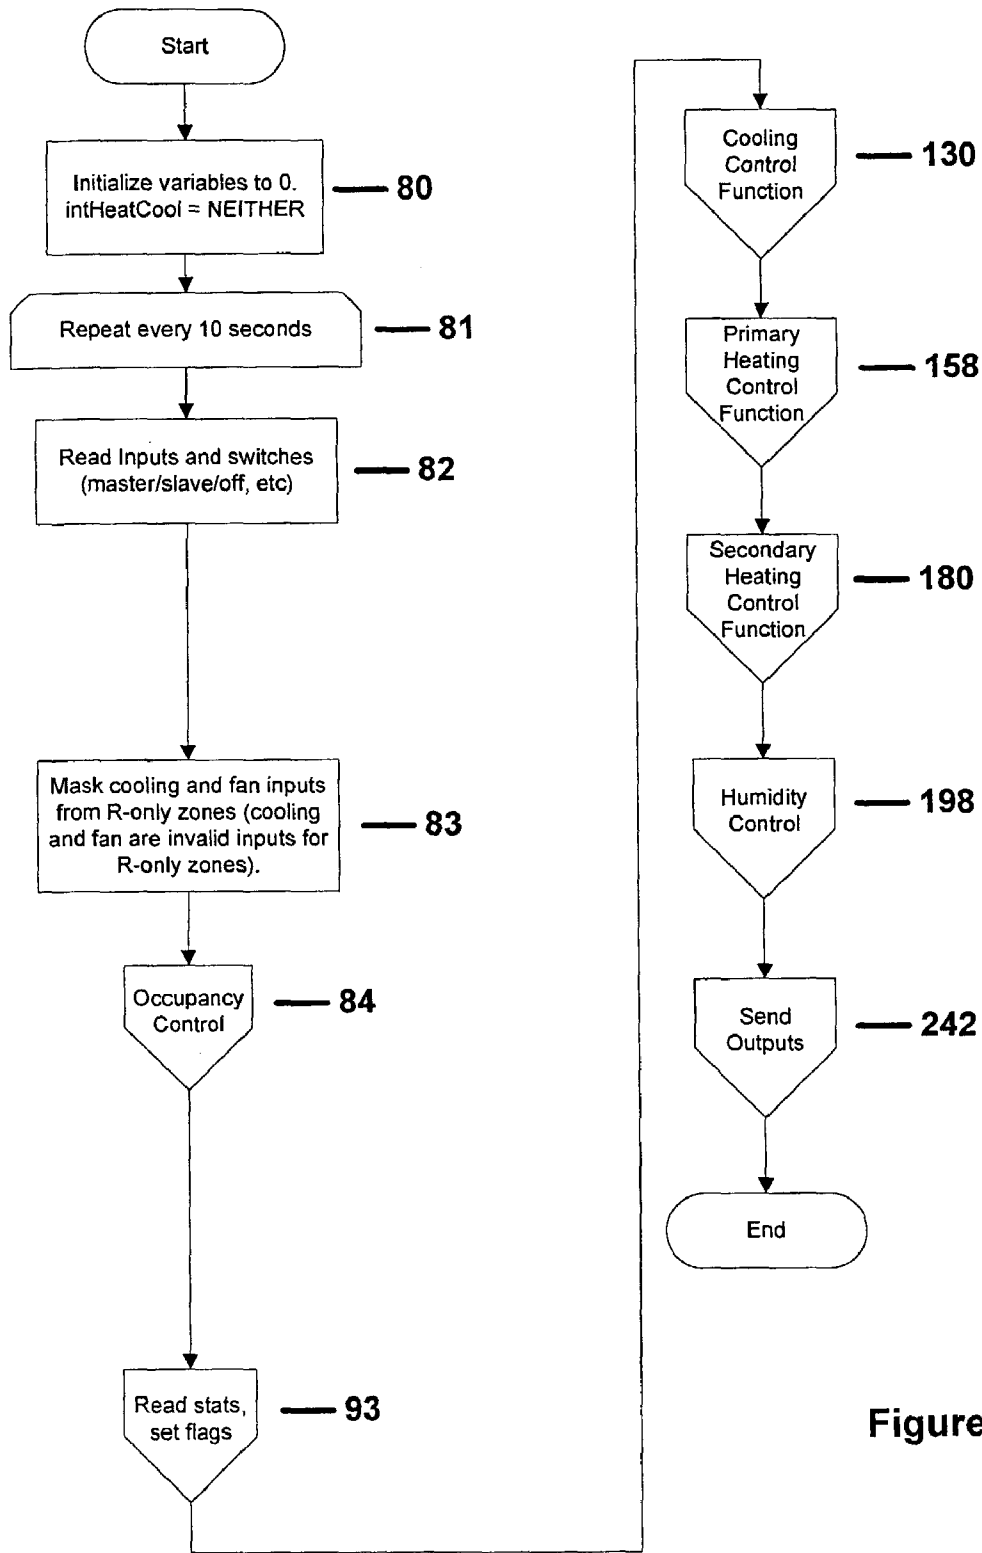 Start
Initialize variables to 0.
intHeatCool = NEITHER
80
Repeat every 10 seconds
81
Read Inputs and switches
(master/slave/off, etc)
82
Mask cooling and fan inputs
from R-only zones (cooling
and fan are invalid inputs for
R-only zones).
83
Occupancy
Control
84
Read stats,
set flags
93
Cooling
Control
Function
130
Primary
Heating
Control
Function
158
Secondary
Heating
Control
Function
180
Humidity
Control
198
Send
Outputs
242
End
Figure